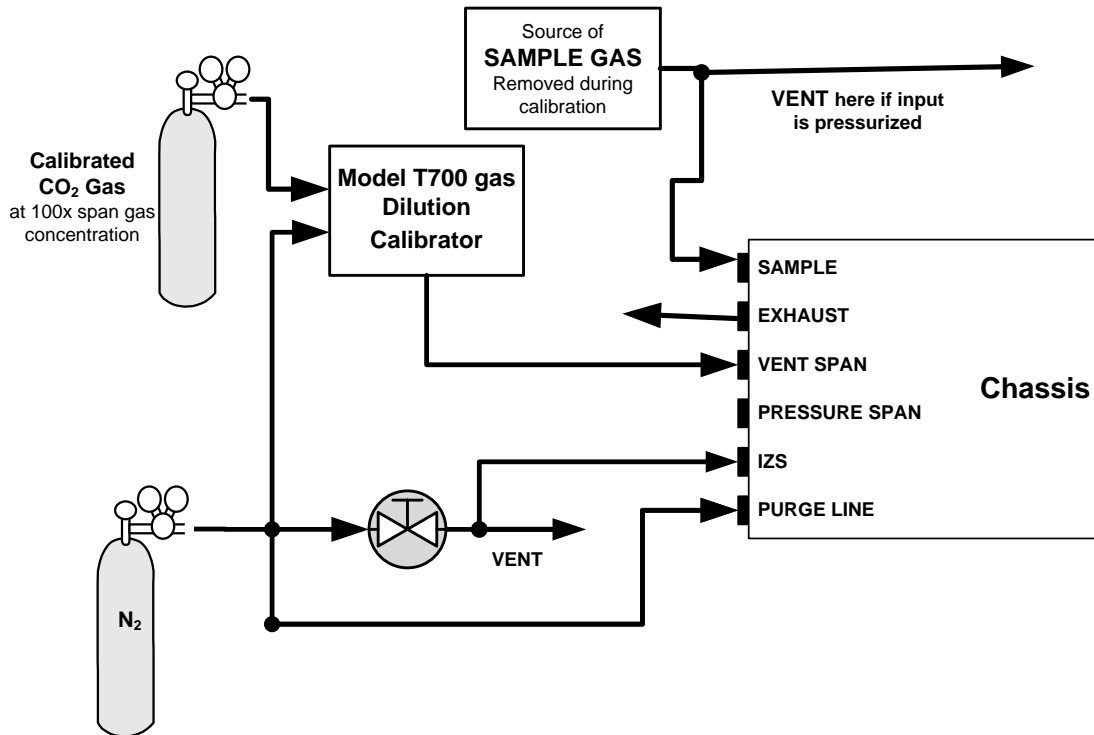 Source of
SAMPLE GAS
Removed during
calibration
VENT here if input
is pressurized
Calibrated
CO₂ Gas
at 100x span gas
concentration
Model T700 gas
Dilution
Calibrator
SAMPLE
EXHAUST
VENT SPAN
PRESSURE SPAN
IZS
PURGE LINE
Chassis
VENT
N₂